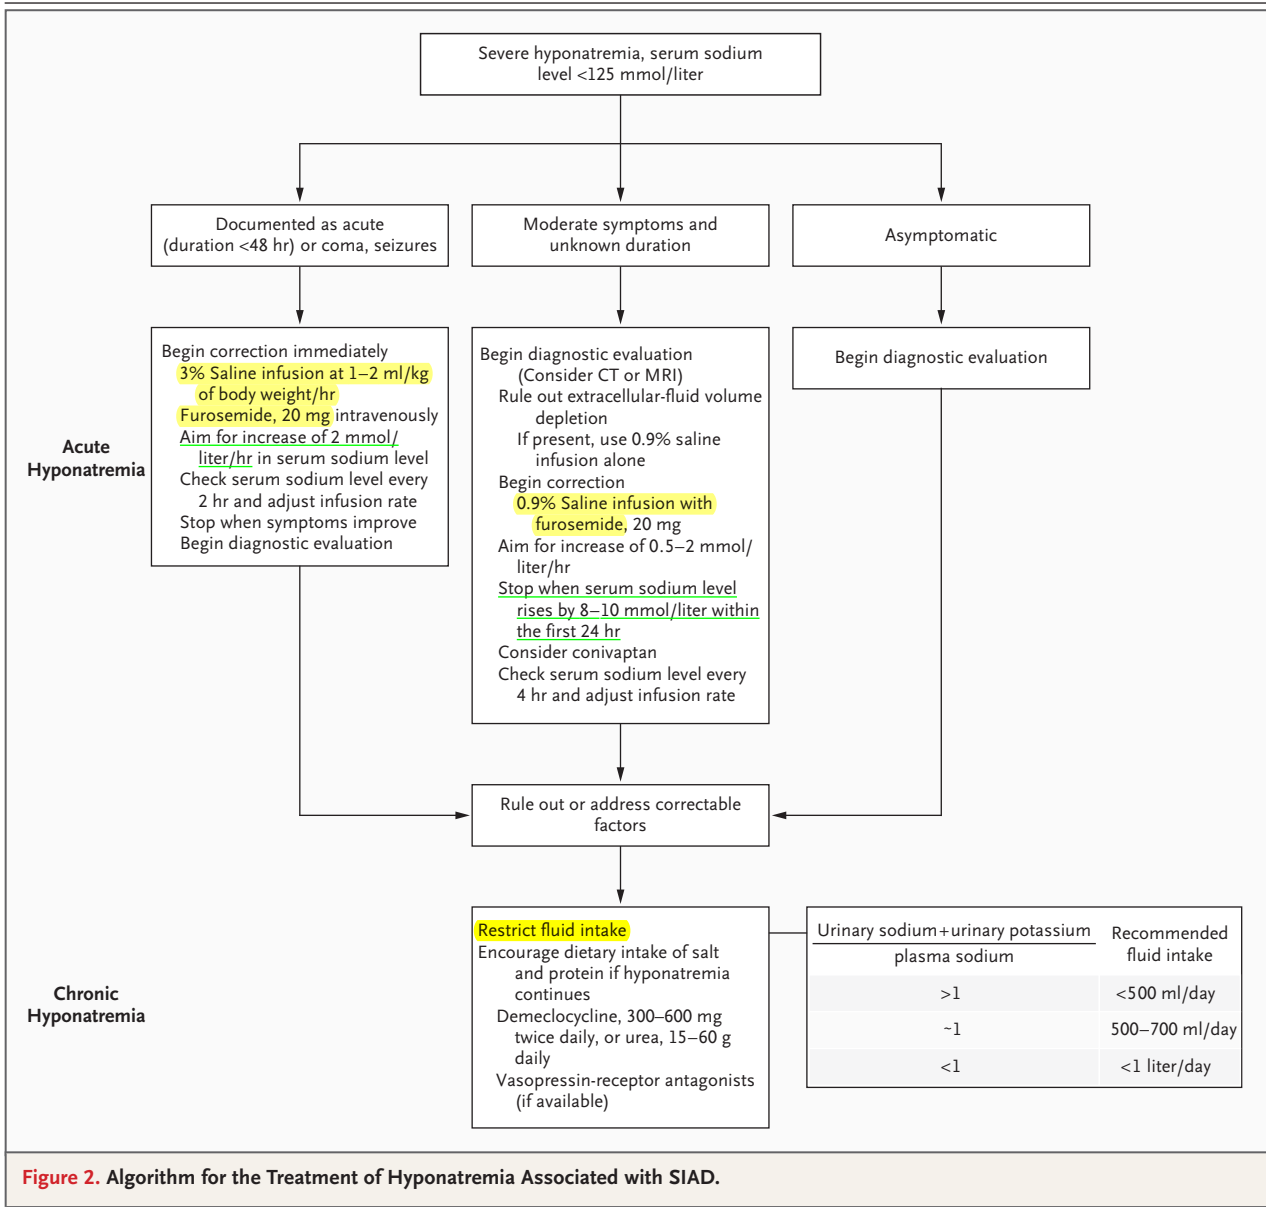 Severe hyponatremia, serum sodium
level <125 mmol/liter
Documented as acute
(duration <48 hr) or coma, seizures
Moderate symptoms and
unknown duration
Asymptomatic
Acute
Hyponatremia
Begin correction immediately
3% Saline infusion at 1–2 ml/kg
of body weight/hr
Furosemide, 20 mg intravenously
Aim for increase of 2 mmol/
liter/hr in serum sodium level
Check serum sodium level every
2 hr and adjust infusion rate
Stop when symptoms improve
Begin diagnostic evaluation
Begin diagnostic evaluation
(Consider CT or MRI)
Rule out extracellular-fluid volume
depletion
If present, use 0.9% saline
infusion alone
Begin correction
0.9% Saline infusion with
furosemide, 20 mg
Aim for increase of 0.5–2 mmol/
liter/hr
Stop when serum sodium level
rises by 8–10 mmol/liter within
the first 24 hr
Consider conivaptan
Check serum sodium level every
4 hr and adjust infusion rate
Begin diagnostic evaluation
Rule out or address correctable
factors
Chronic
Hyponatremia
Restrict fluid intake
Encourage dietary intake of salt
and protein if hyponatremia
continues
Demeclocycline, 300–600 mg
twice daily, or urea, 15–60 g
daily
Vasopressin-receptor antagonists
(if available)
Urinary sodium+urinary potassium
plasma sodium
Recommended
fluid intake
>1 <500 ml/day
~1 500–700 ml/day
<1 <1 liter/day
Figure 2. Algorithm for the Treatment of Hyponatremia Associated with SIAD.